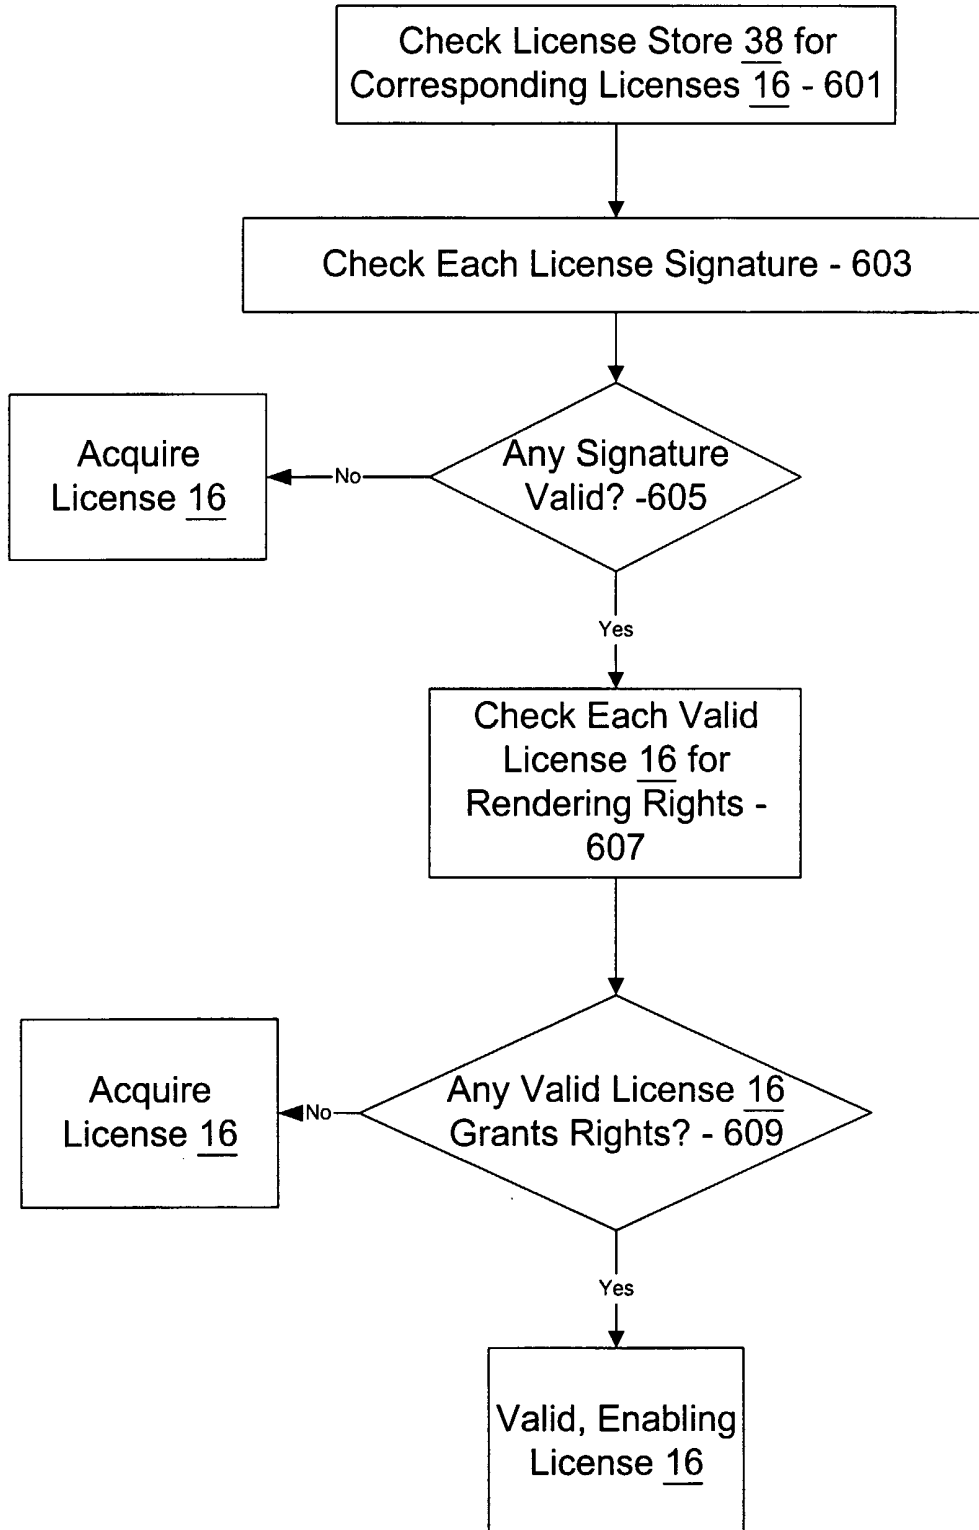 Check License Store 38 for
Corresponding Licenses 16 - 601
Check Each License Signature - 603
Any Signature
Valid? -605
No
Acquire
License 16
Yes
Check Each Valid
License 16 for
Rendering Rights -
607
Any Valid License 16
Grants Rights? - 609
No
Acquire
License 16
Yes
Valid, Enabling
License 16